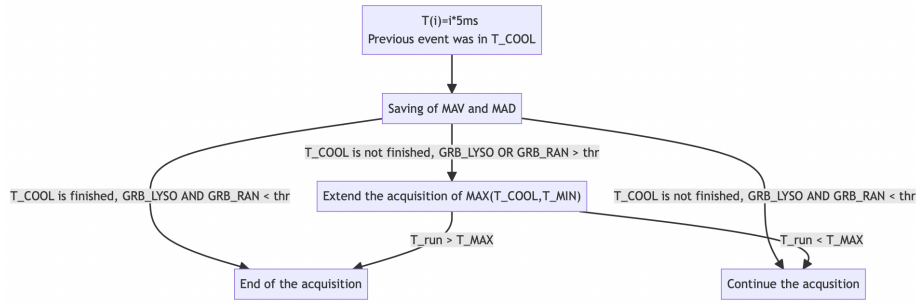 T(i)=i*5ms
Previous event was in T_COOL
Saving of MAV and MAD
T_COOL is not finished, GRB_LYSO OR GRB_RAN > thr
T_COOL is finished, GRB_LYSO AND GRB_RAN < thr
Extend the acquisition of MAX(T_COOL,T_MIN)
T_COOL is not finished, GRB_LYSO AND GRB_RAN < thr
T_run > T_MAX
T_run < T_MAX
End of the acquisition
Continue the acqusition